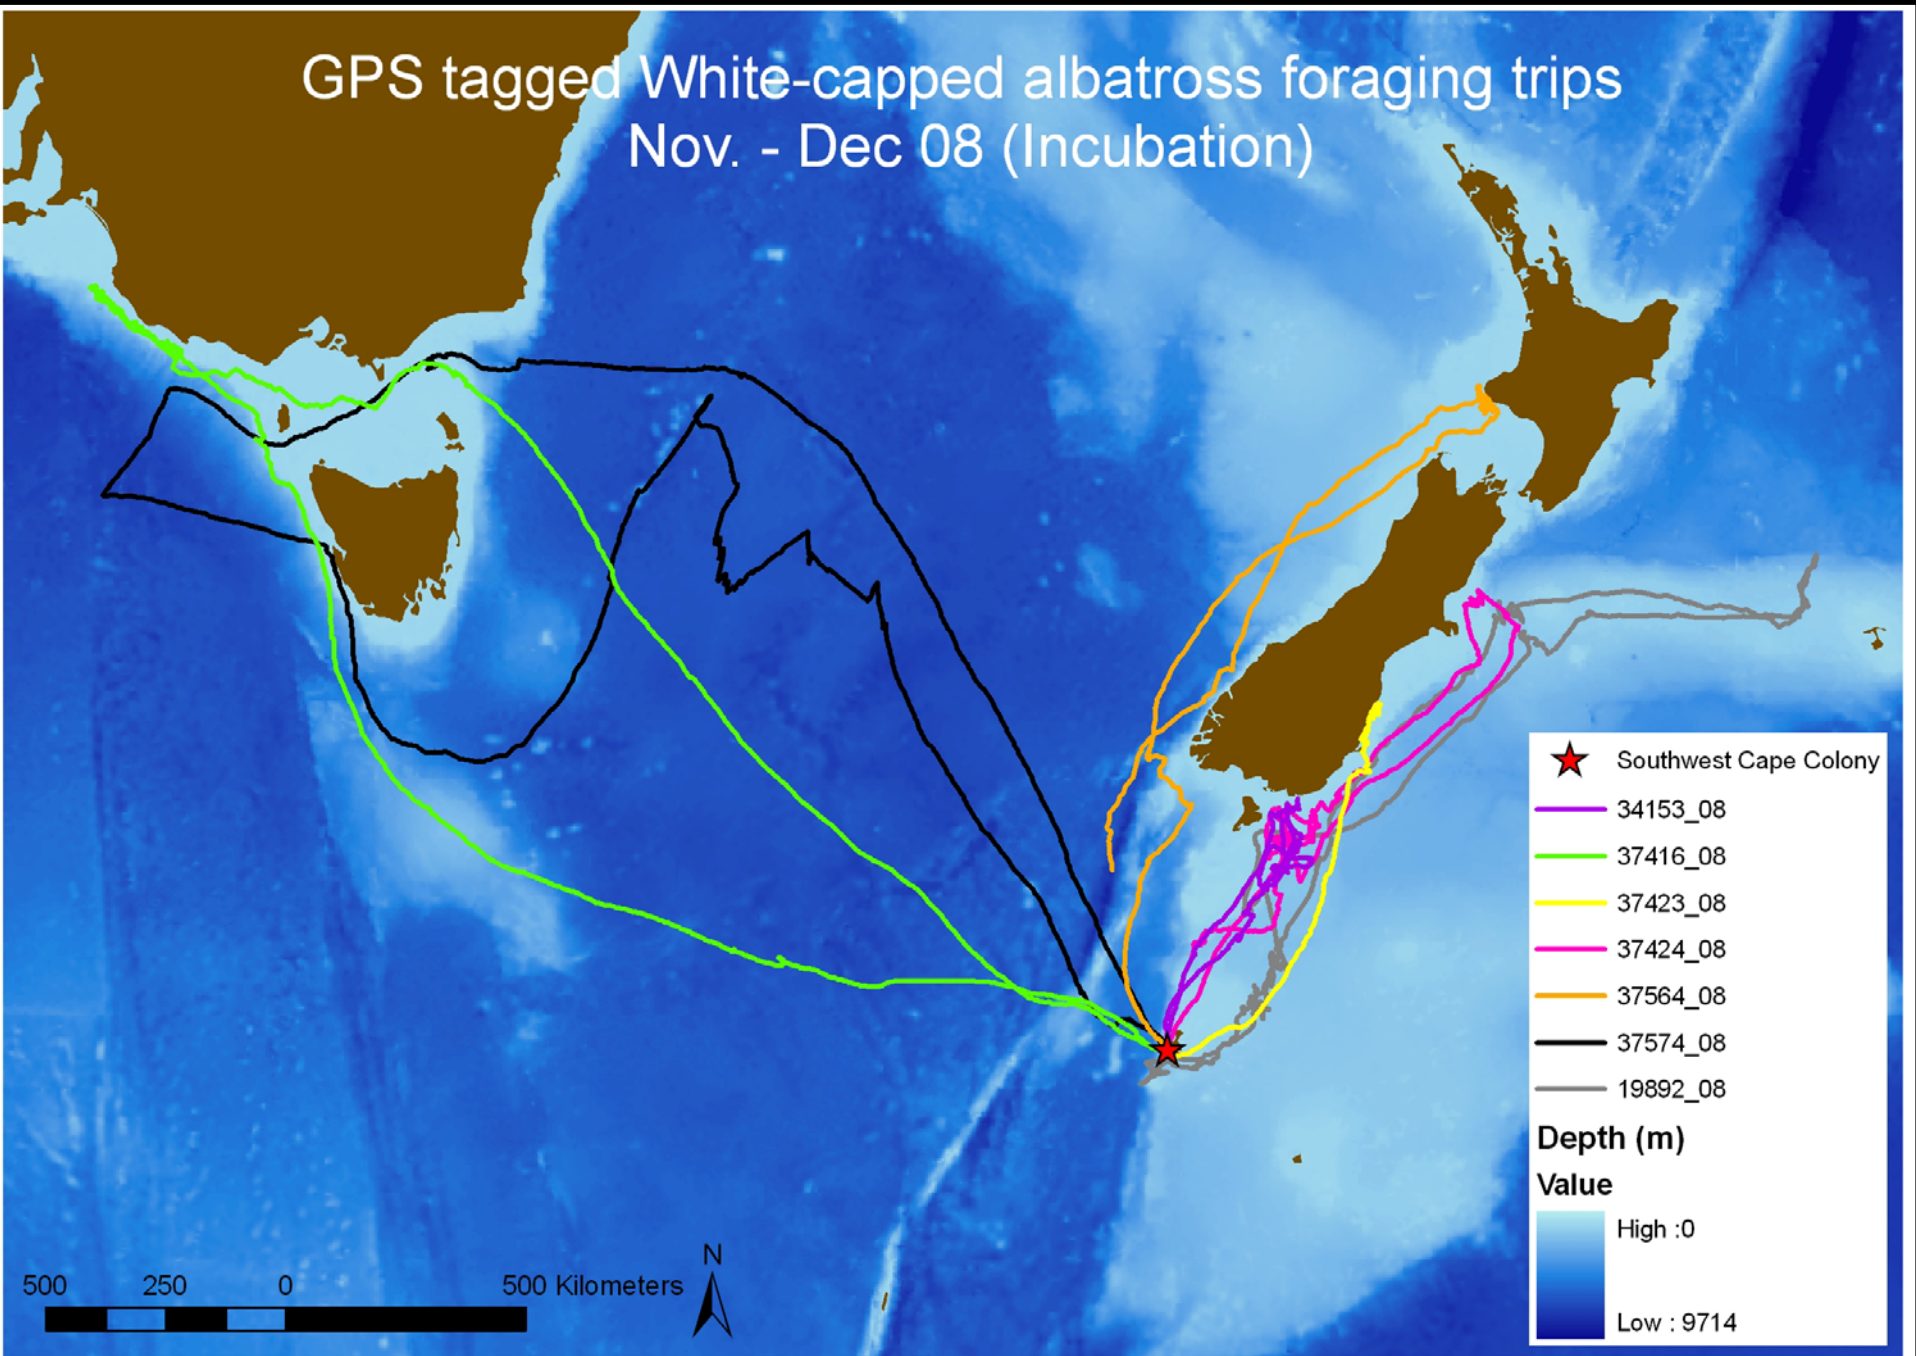 GPS tagged White-capped albatross foraging trips
Nov. - Dec 08 (Incubation)
Southwest Cape Colony
34153_08
37416_08
37423_08
37424_08
37564_08
37574_08
19892_08
Depth (m)
Value
High :0
Low : 9714
N
500 250 0 500 Kilometers